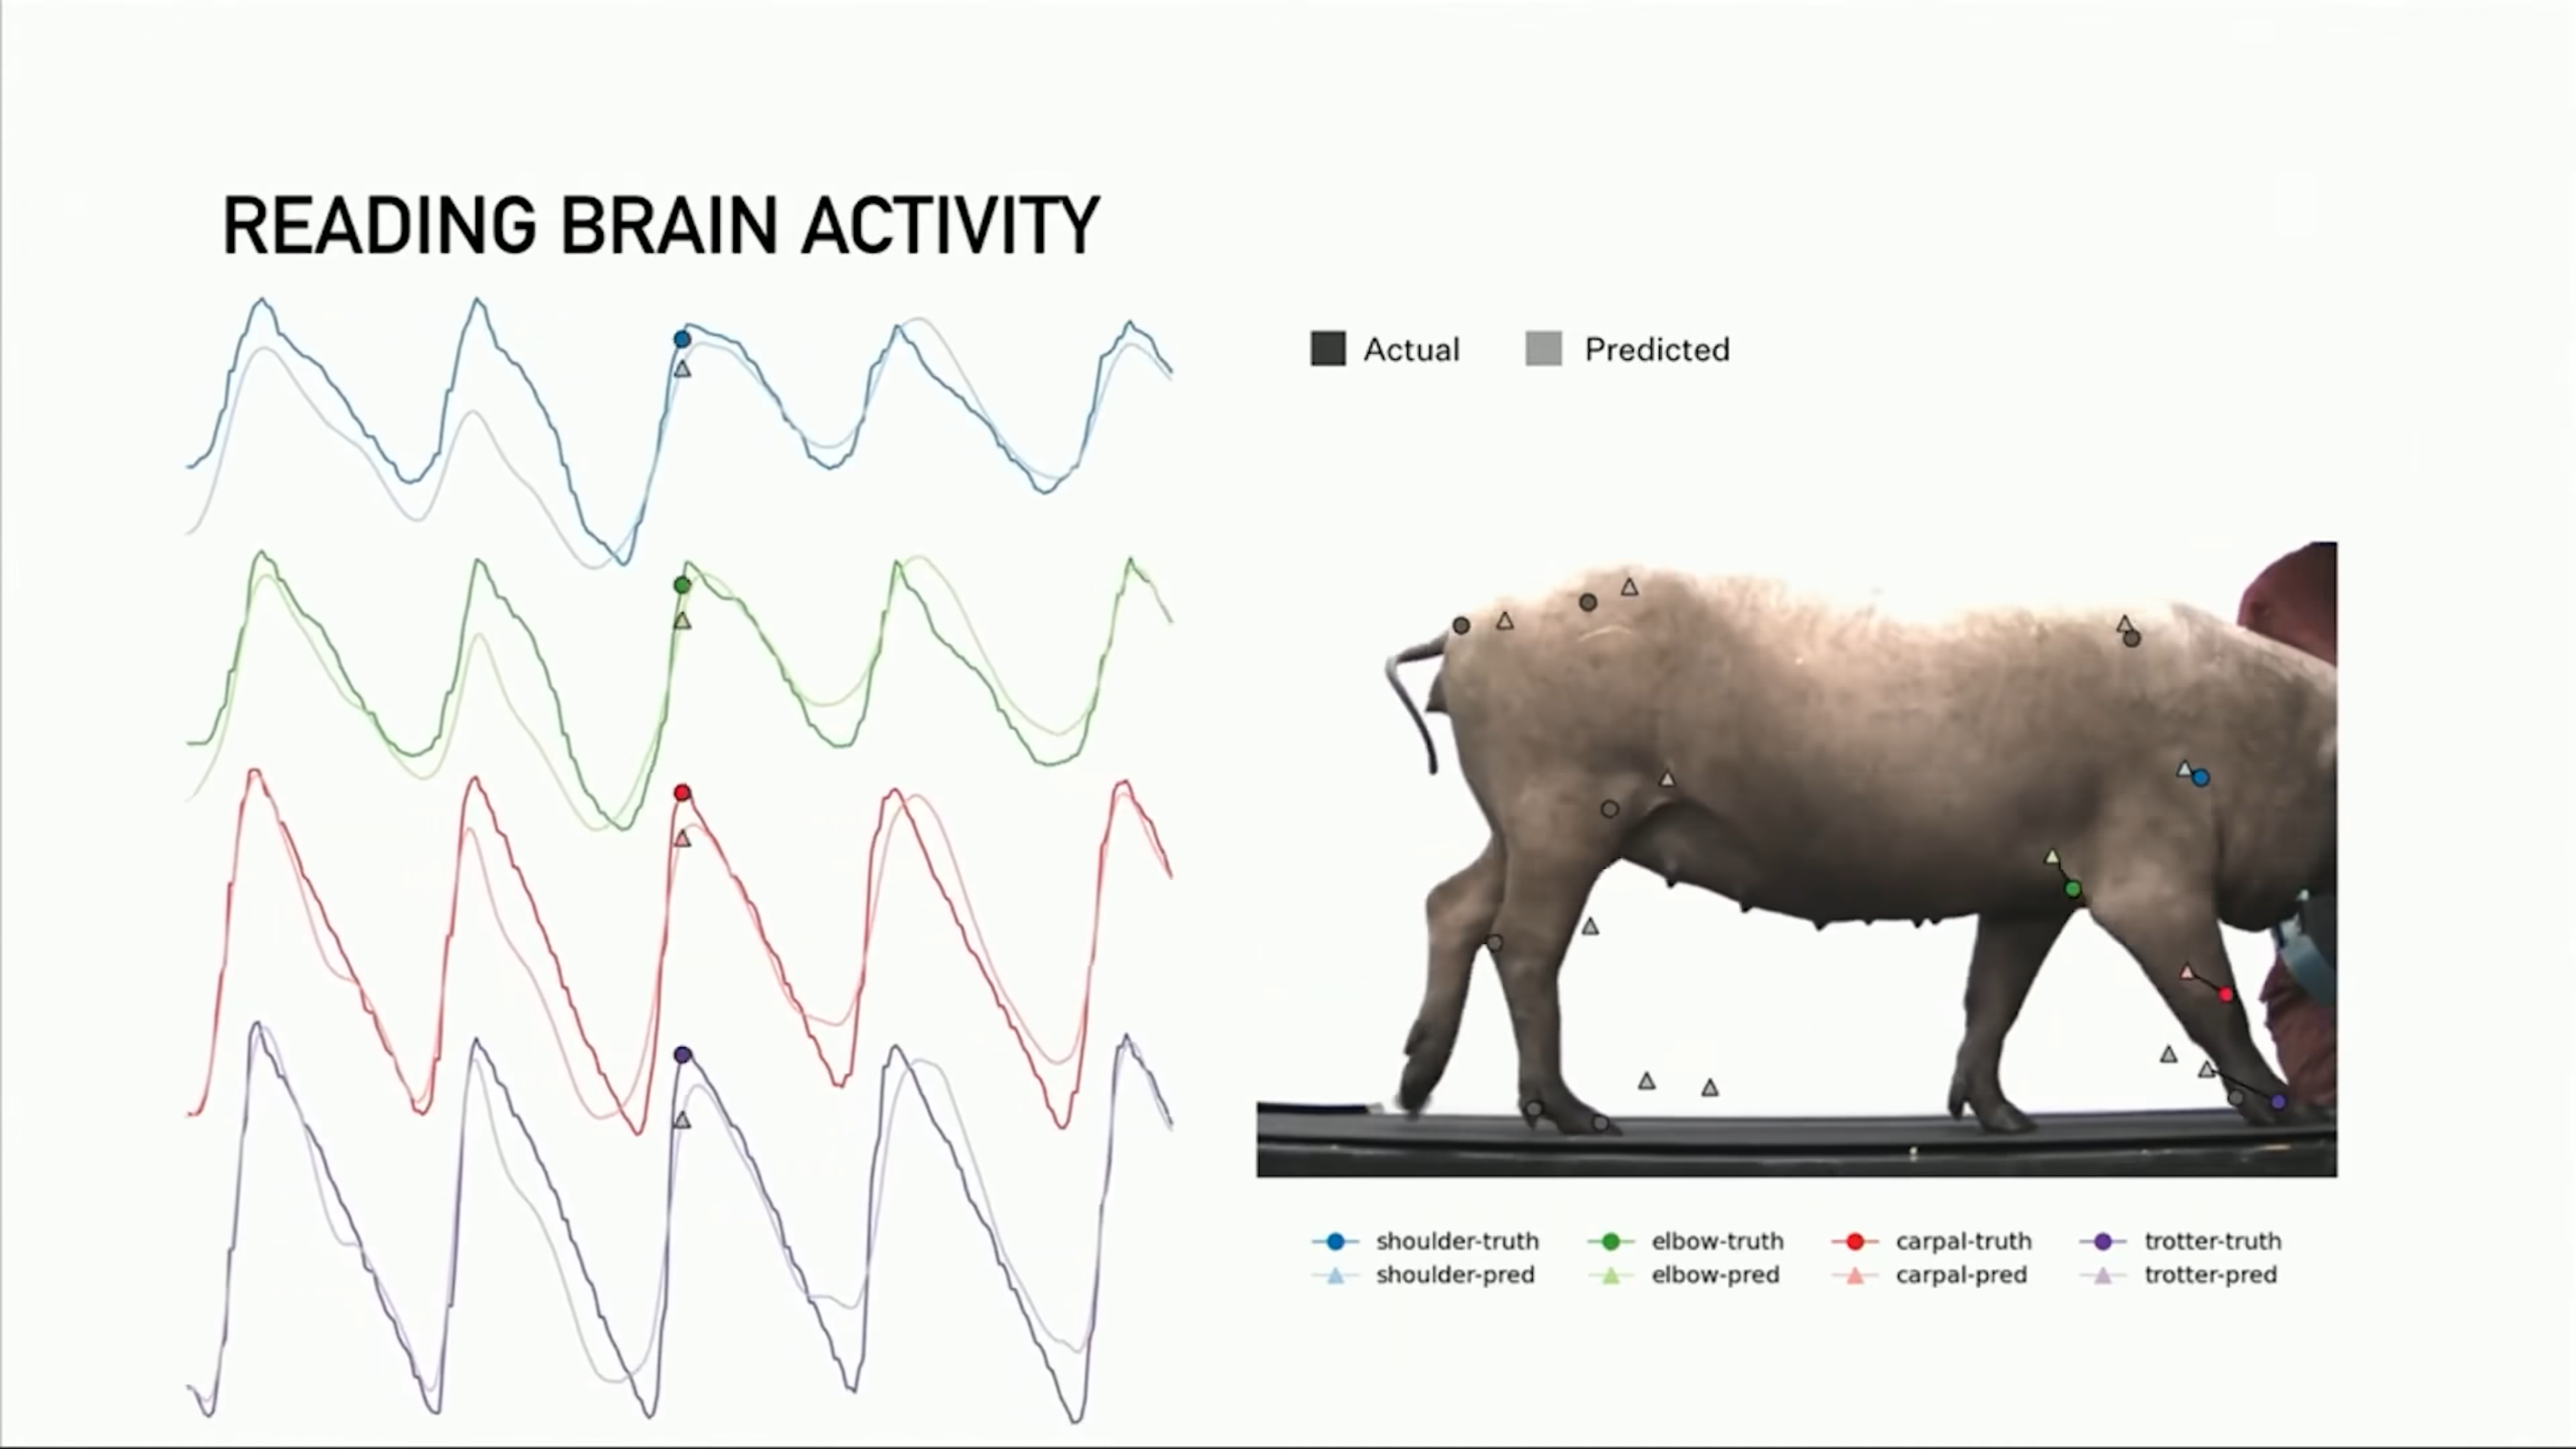 READING BRAIN ACTIVITY
Actual Predicted
shoulder-truth elbow-truth carpal-truth trotter-truth
shoulder-pred elbow-pred carpal-pred trotter-pred